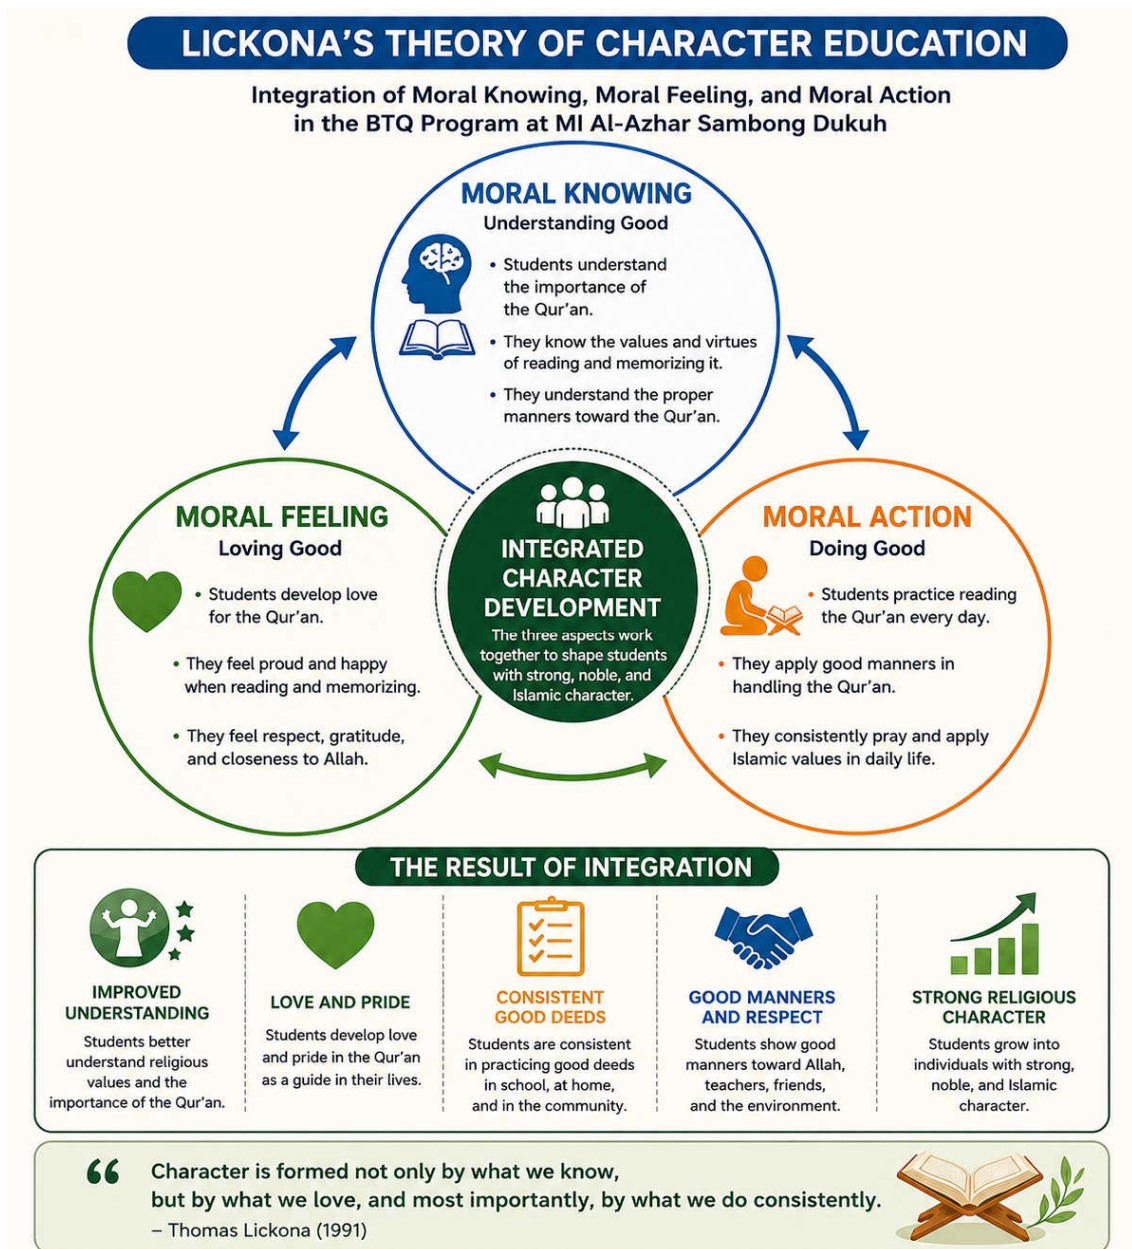 LICKONA'S THEORY OF CHARACTER EDUCATION
Integration of Moral Knowing, Moral Feeling, and Moral Action
in the BTQ Program at MI Al-Azhar Sambong Dukuh
MORAL KNOWING
Understanding Good
• Students understand
the importance of
the Qur'an.
• They know the values and virtues
of reading and memorizing it.
• They understand the proper
manners toward the Qur'an.
MORAL FEELING
Loving Good
• Students develop love
for the Qur'an.
• They feel proud and happy
when reading and memorizing.
• They feel respect, gratitude,
and closeness to Allah.
INTEGRATED
CHARACTER
DEVELOPMENT
The three aspects work
together to shape students
with strong, noble, and
Islamic character.
MORAL ACTION
Doing Good
• Students practice reading
the Qur'an every day.
• They apply good manners in
handling the Qur'an.
• They consistently pray and apply
Islamic values in daily life.
THE RESULT OF INTEGRATION
IMPROVED
UNDERSTANDING
Students better
understand religious
values and the
importance of the Qur'an.
LOVE AND PRIDE
Students develop love
and pride in the Qur'an
as a guide in their lives.
CONSISTENT
GOOD DEEDS
Students are consistent
in practicing good deeds
in school, at home,
and in the community.
GOOD MANNERS
AND RESPECT
Students show good
manners toward Allah,
teachers, friends,
and the environment.
STRONG RELIGIOUS
CHARACTER
Students grow into
individuals with strong,
noble, and Islamic
character.
“ Character is formed not only by what we know,
but by what we love, and most importantly, by what we do consistently.
– Thomas Lickona (1991)